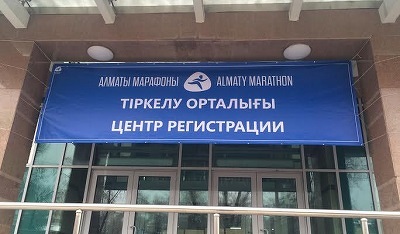 АЛМАТЫ МАРАФОНЫ ALMATY MARATHON
ТІРКЕЛУ ОРТАЛЫҒЫ
ЦЕНТР РЕГИСТРАЦИИ